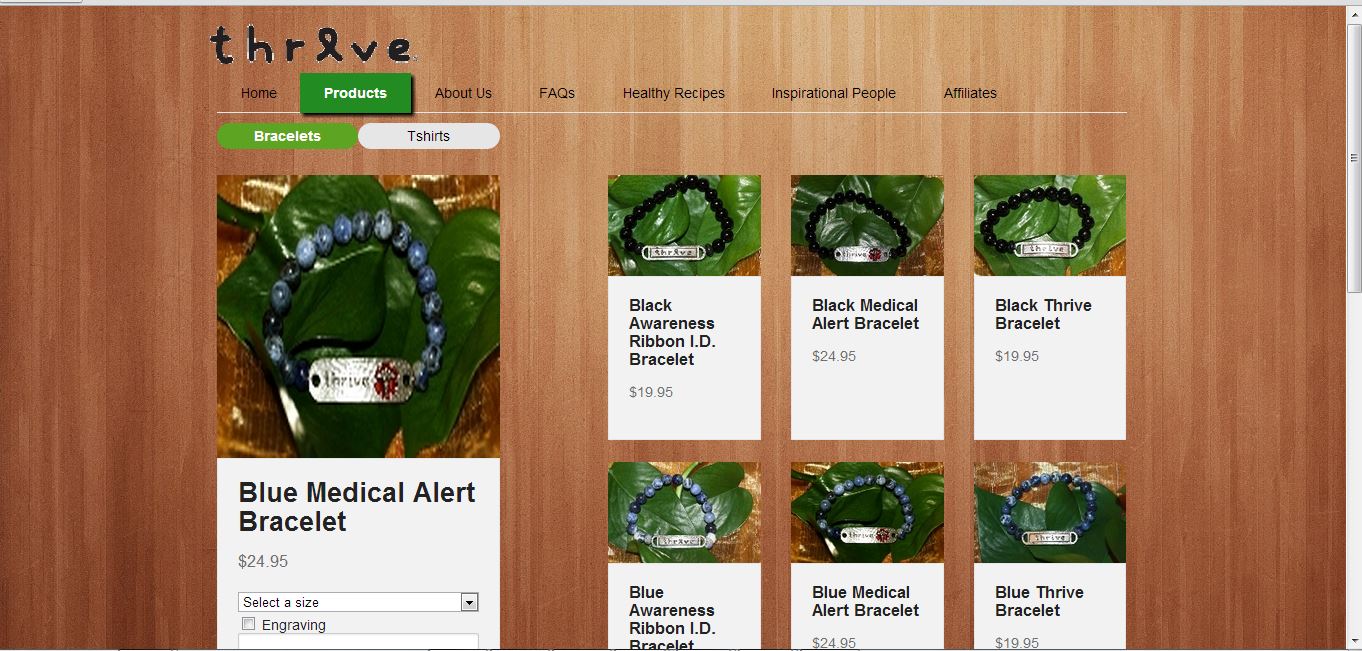 thrive
Home Products About Us FAQs Healthy Recipes Inspirational People Affiliates
Bracelets Tshirts
thrive
Blue Medical Alert
Bracelet
$24.95
Select a size
Engraving
thrive
Black
Awareness
Ribbon I.D.
Bracelet
$19.95
thrive
Black Medical
Alert Bracelet
$24.95
thrive
Black Thrive
Bracelet
$19.95
thrive
Blue
Awareness
Ribbon I.D.
Bracelet
thrive
Blue Medical
Alert Bracelet
$24.95
thrive
Blue Thrive
Bracelet
$19.95